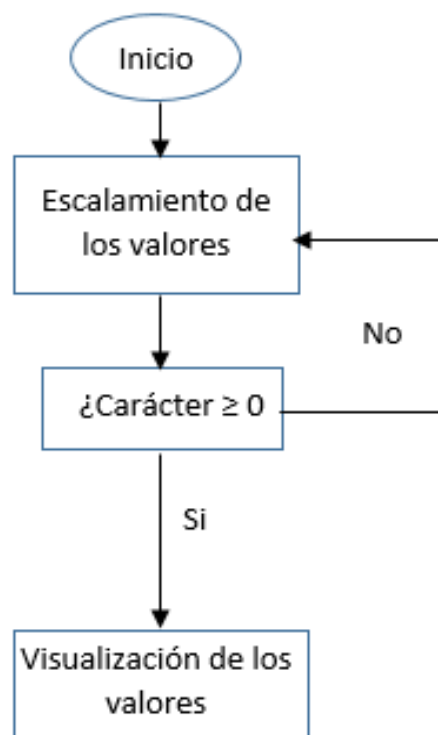 Inicio
Escalamiento de
los valores
No
¿Carácter ≥ 0
Si
Visualización de los
valores